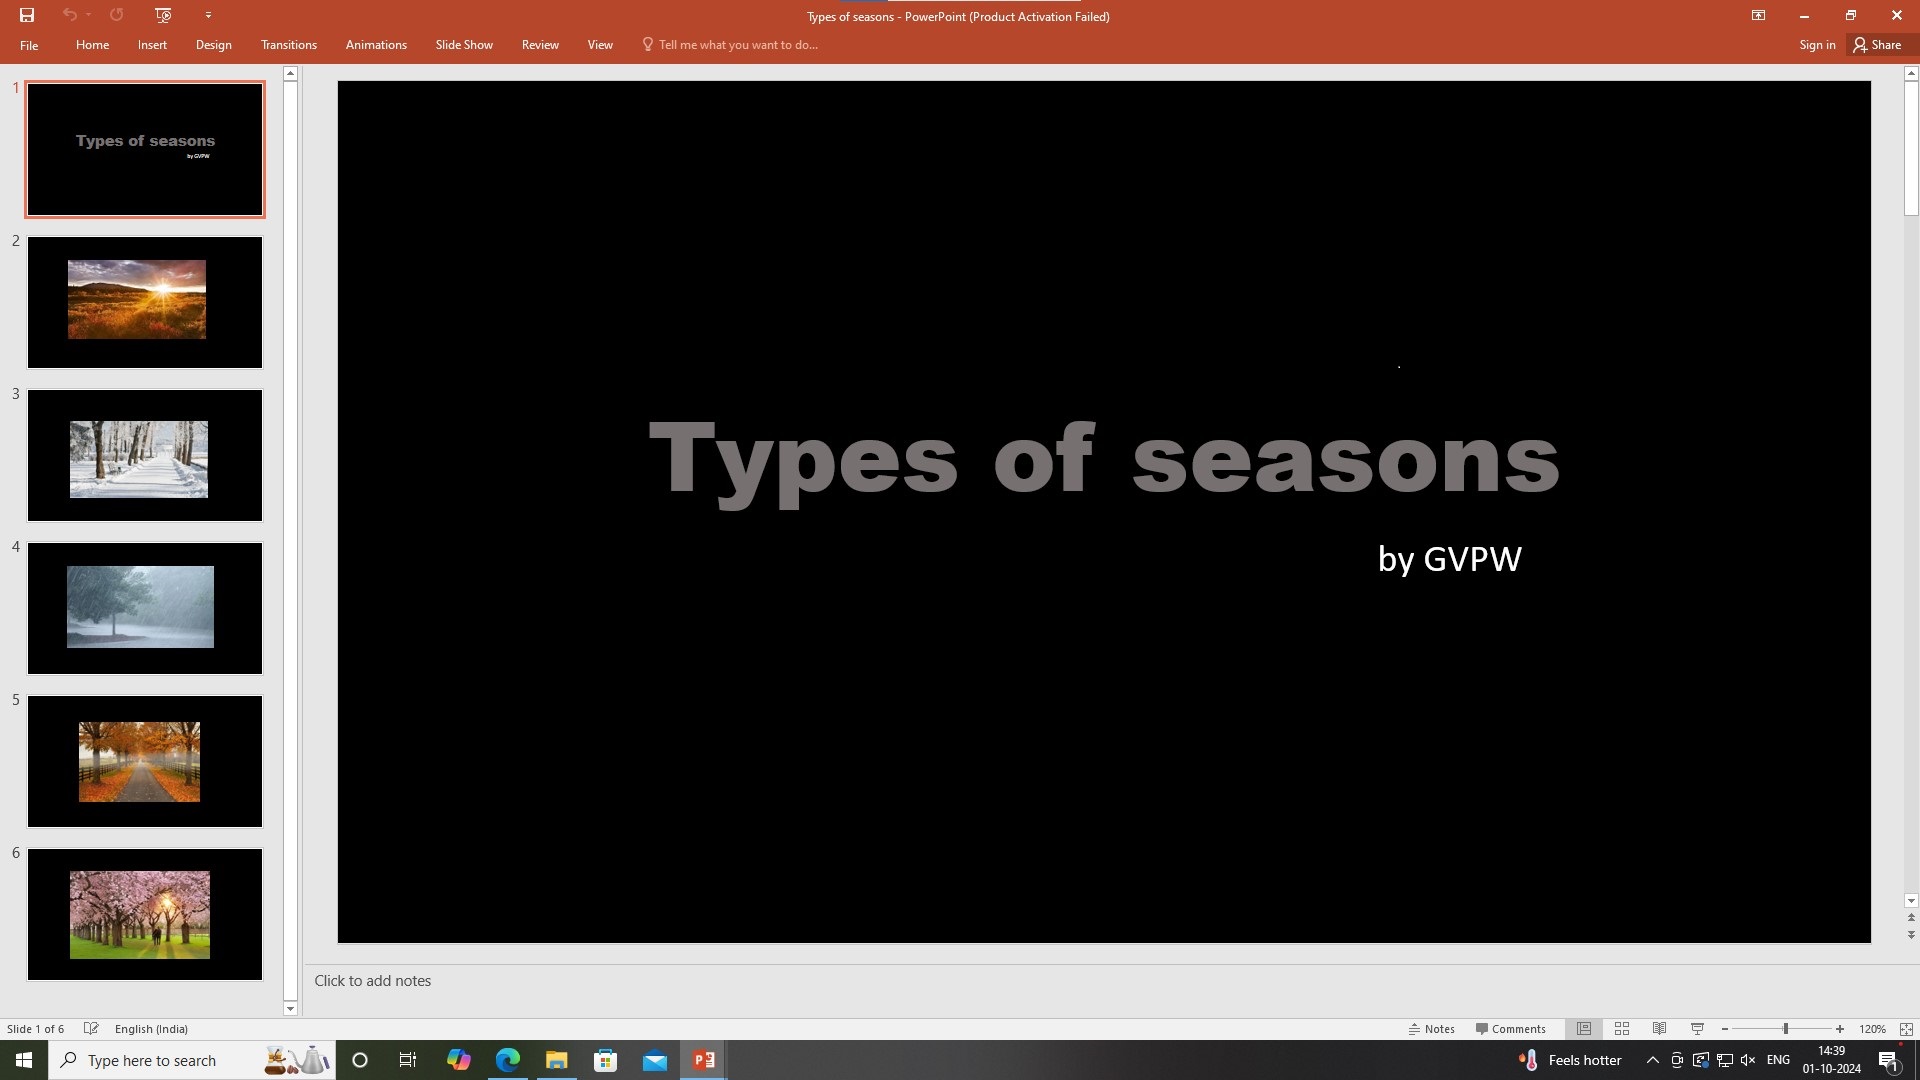 Types of seasons - PowerPoint (Product Activation Failed)
File Home Insert Design Transitions Animations Slide Show Review View Tell me what you want to do... Sign in Share
1
Types of seasons
by GVPW
2
3
4
5
6
Types of seasons
by GVPW
Click to add notes
Slide 1 of 6 English (India) Notes Comments 120%
Type here to search Feels hotter ENG 14:39
01-10-2024 1